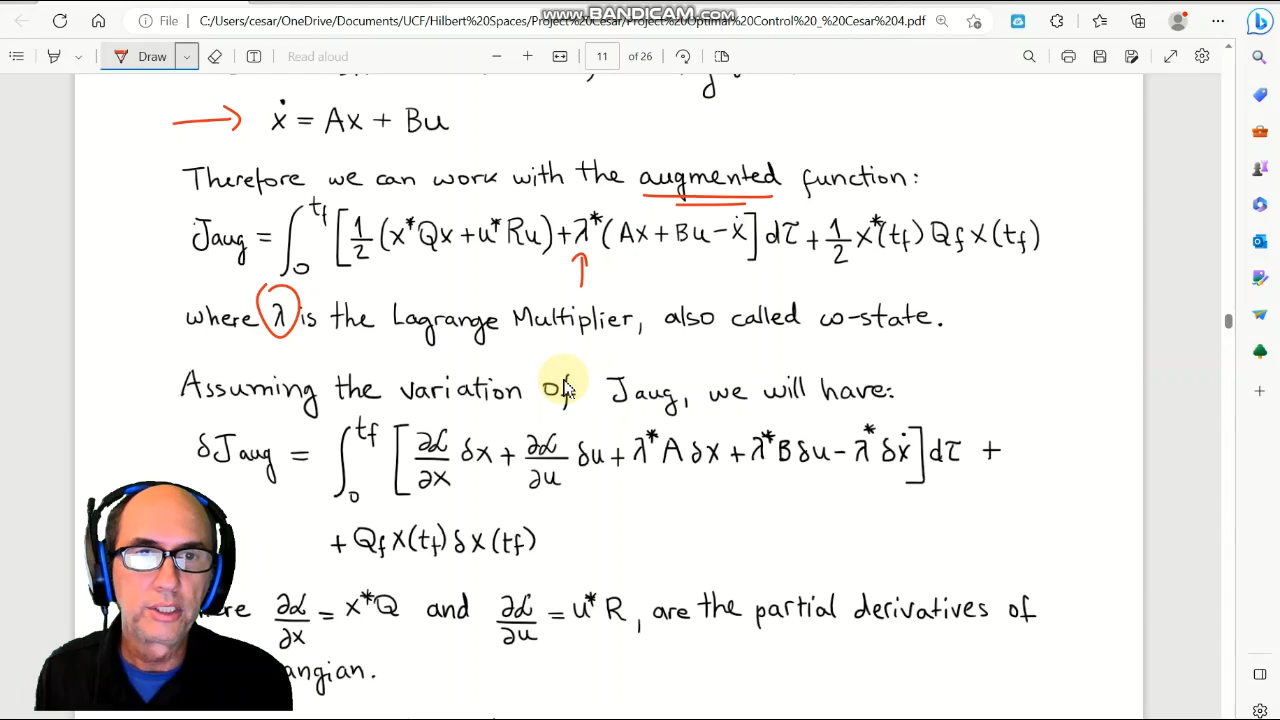 www.BANDICAM.com
File C:/Users/cesar/OneDrive/Documents/UCF/Hilbert%20Spaces/Project%20Optimal%20Control%20_%20Cesar%204.pdf
Draw Read aloud 11 of 26
→ ẋ = Ax + Bu
Therefore we can work with the augmented function:
Jaug = ∫₀^tf [1/2 (x*Qx + u*Ru) + λ*(Ax + Bu - ẋ] dτ + 1/2 x*(tf) Qf x(tf)
where λ is the Lagrange Multiplier, also called co-state.
Assuming the variation of Jaug, we will have:
δJaug = ∫₀^tf [∂ℒ/∂x δx + ∂ℒ/∂u δu + λ*A δx + λ*B δu - λ* δẋ] dτ +
+ Qf x(tf) δx(tf)
∂ℒ/∂x = x*Q and ∂ℒ/∂u = u*R, are the partial derivatives of
angian.